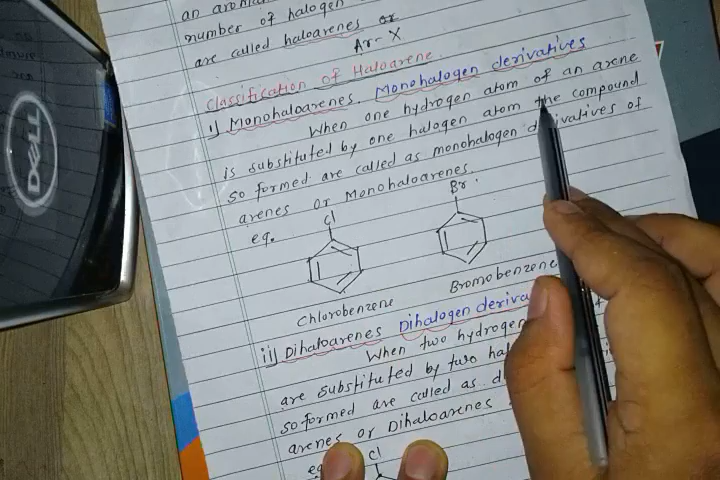 an
number of halogen
are called haloarenes or
Ar-X
Classification of Haloarene.
i) Monohaloarenes. Monohalogen derivatives
When one hydrogen atom of an arene
is substituted by one halogen atom the compound
so formed are called as monohalogen derivatives of
arenes or Monohaloarenes.
eg.
Cl
Br
Chlorobenzene
Bromobenzene
ii) Dihaloarenes Dihalogen deriva
When two hydrogen
are substituted by two hal
so formed are called as d
arenes or Dihaloarenes
eg
Cl
DELL